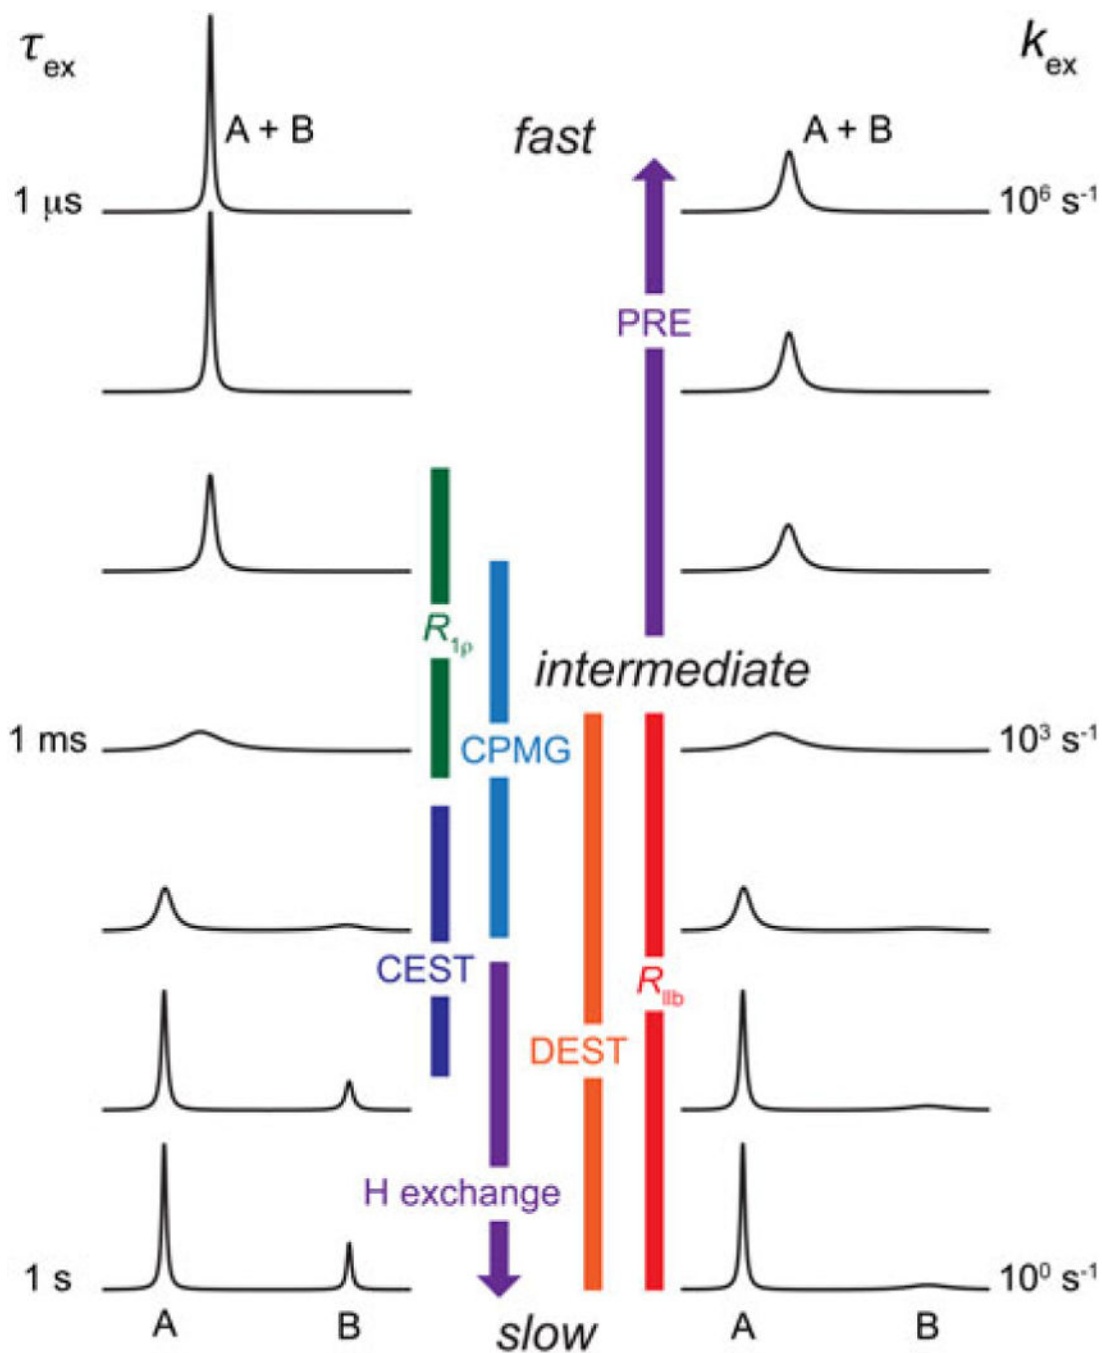 τex
kex
A + B
fast
A + B
1 μs
10⁶ s⁻¹
PRE
R1ρ
intermediate
1 ms
CPMG
10³ s⁻¹
CEST
RIIb
DEST
H exchange
1 s
10⁰ s⁻¹
A
B
slow
A
B